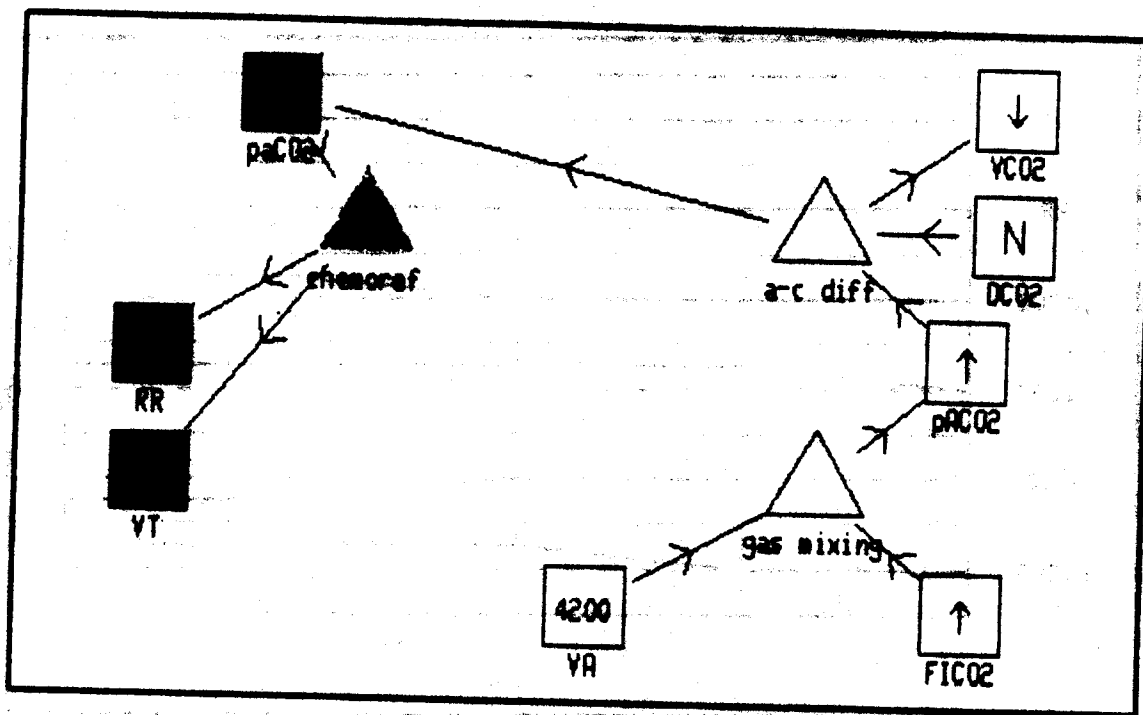 paCO2
↓
VCO2
N
DCO2
chemoref
a-c diff
RR
↑
pACO2
VT
gas mixing
4200
VA
↑
FICO2